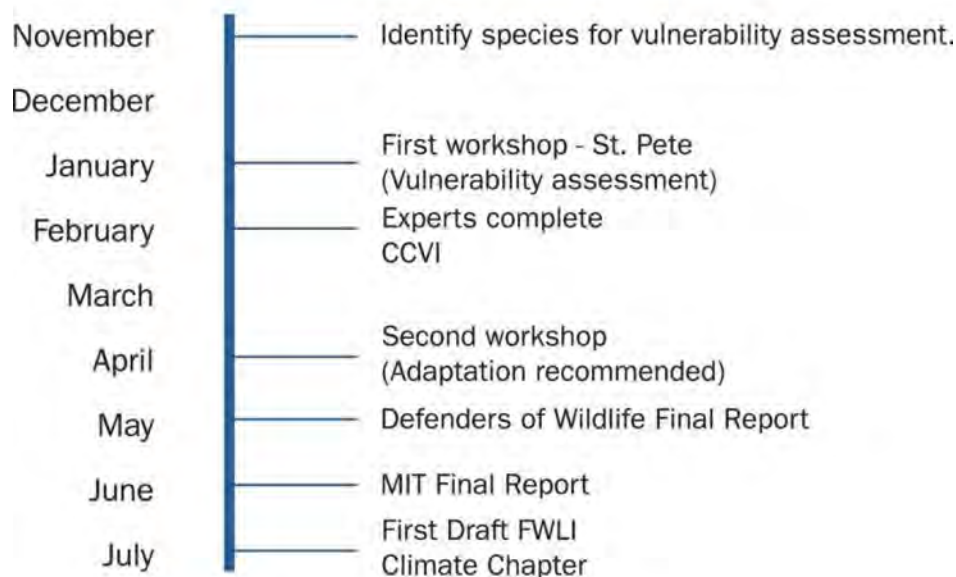 November Identify species for vulnerability assessment.
December
January First workshop - St. Pete
(Vulnerability assessment)
February Experts complete
CCVI
March
April Second workshop
(Adaptation recommended)
May Defenders of Wildlife Final Report
June MIT Final Report
July First Draft FWLI
Climate Chapter